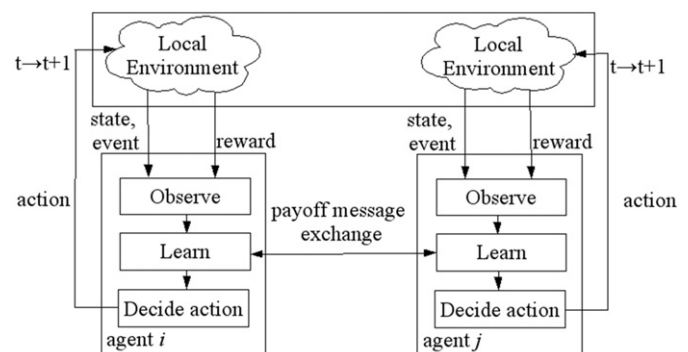 Local
Environment
Local
Environment
t→t+1
t→t+1
state,
event
reward
state,
event
reward
action
action
Observe
Observe
payoff message
exchange
Learn
Learn
Decide action
Decide action
agent i
agent j